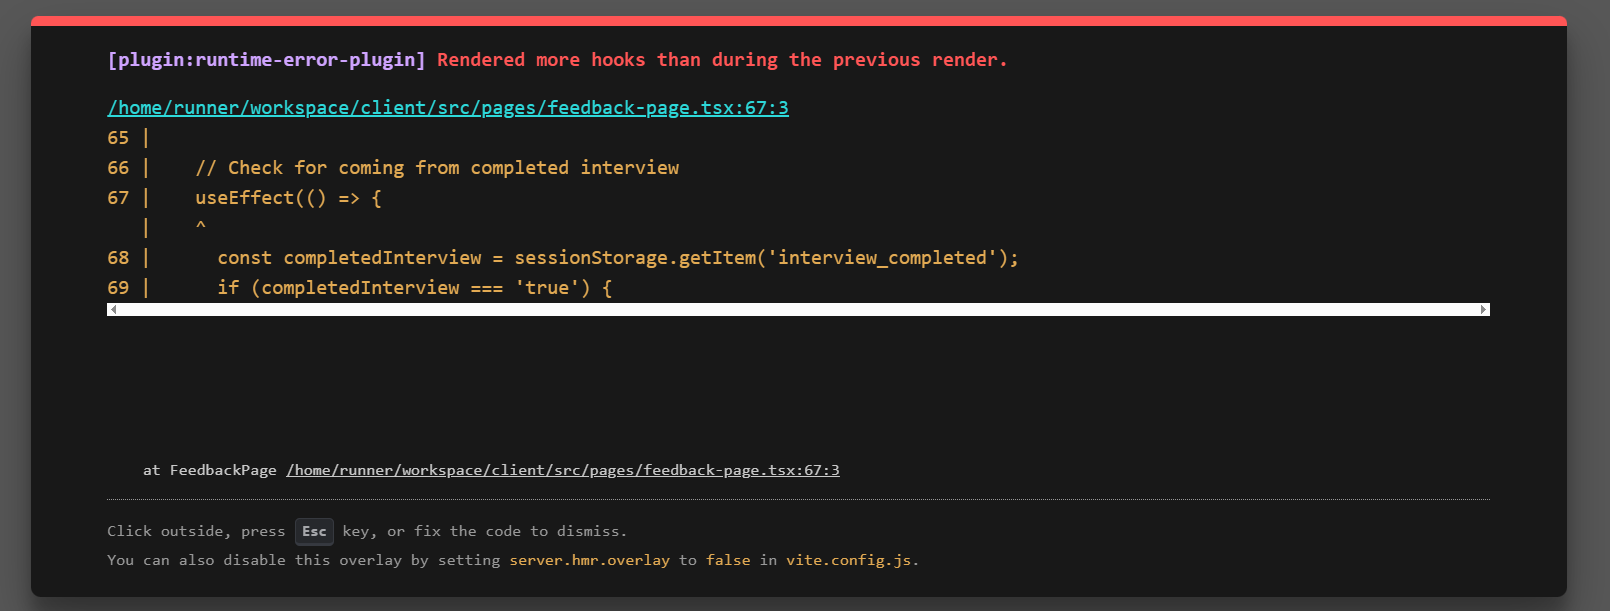 [plugin:runtime-error-plugin] Rendered more hooks than during the previous render.
/home/runner/workspace/client/src/pages/feedback-page.tsx:67:3
65 |
66 |    // Check for coming from completed interview
67 |    useEffect(() => {
   |    ^
68 |      const completedInterview = sessionStorage.getItem('interview_completed');
69 |      if (completedInterview === 'true') {
at FeedbackPage /home/runner/workspace/client/src/pages/feedback-page.tsx:67:3
Click outside, press Esc key, or fix the code to dismiss.
You can also disable this overlay by setting server.hmr.overlay to false in vite.config.js.